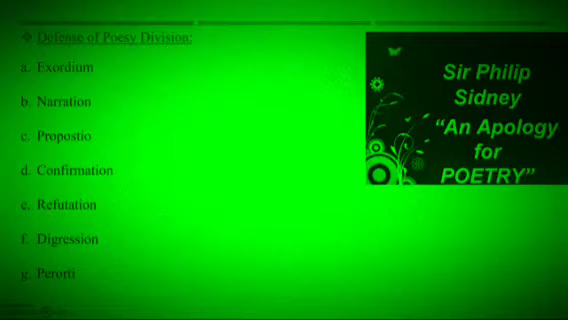 ❖ Defense of Poesy Division:
a. Exordium
b. Narration
c. Propostio
d. Confirmation
e. Refutation
f. Digression
g. Perorti
Sir Philip
Sidney
“An Apology
for
POETRY”